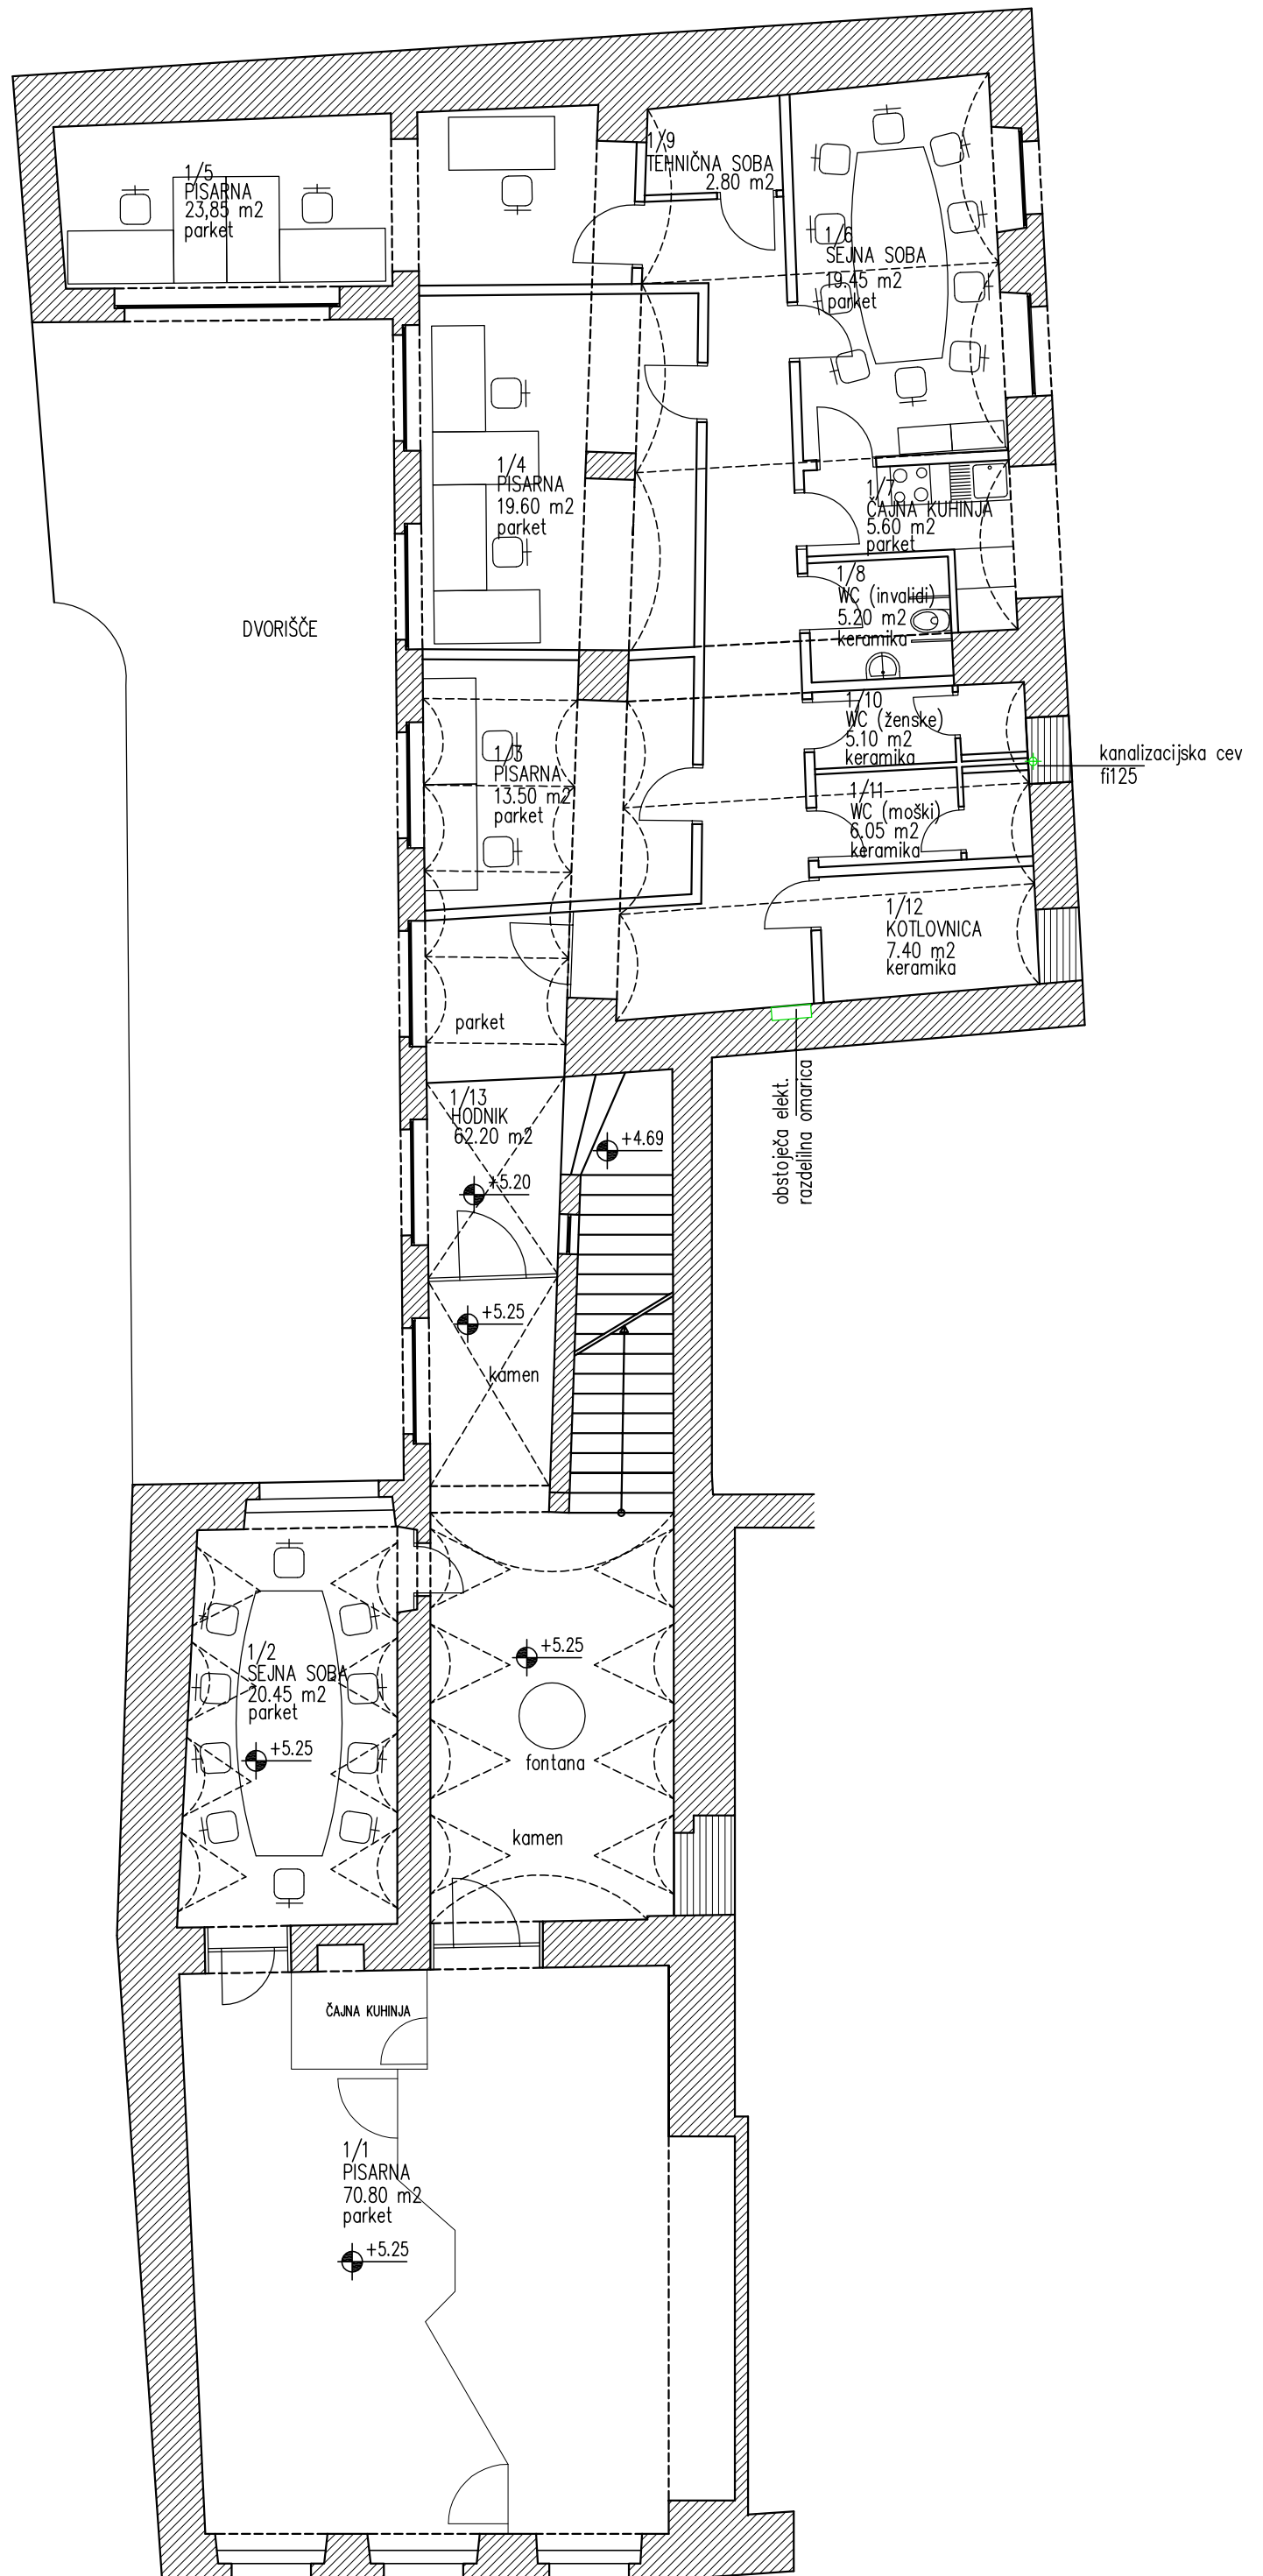 1/9
TEHNIČNA SOBA
2.80 m2
1/5
PISARNA
23,85 m2
parket
1/6
SEJNA SOBA
19.45 m2
parket
1/4
PISARNA
19.60 m2
parket
1/7
ČAJNA KUHINJA
5.60 m2
parket
1/8
WC (invalidi)
5.20 m2
keramika
DVORIŠČE
1/10
WC (ženske)
5.10 m2
keramika
1/3
PISARNA
13.50 m2
parket
kanalizacijska cev
fi125
1/11
WC (moški)
6.05 m2
keramika
1/12
KOTLOVNICA
7.40 m2
keramika
parket
obstoječa elekt.
razdelilna omarica
1/13
HODNIK
62.20 m2
+4.69
+5.20
+5.25
kamen
1/2
SEJNA SOBA
20.45 m2
parket
+5.25
+5.25
fontana
kamen
ČAJNA KUHINJA
1/1
PISARNA
70.80 m2
parket
+5.25